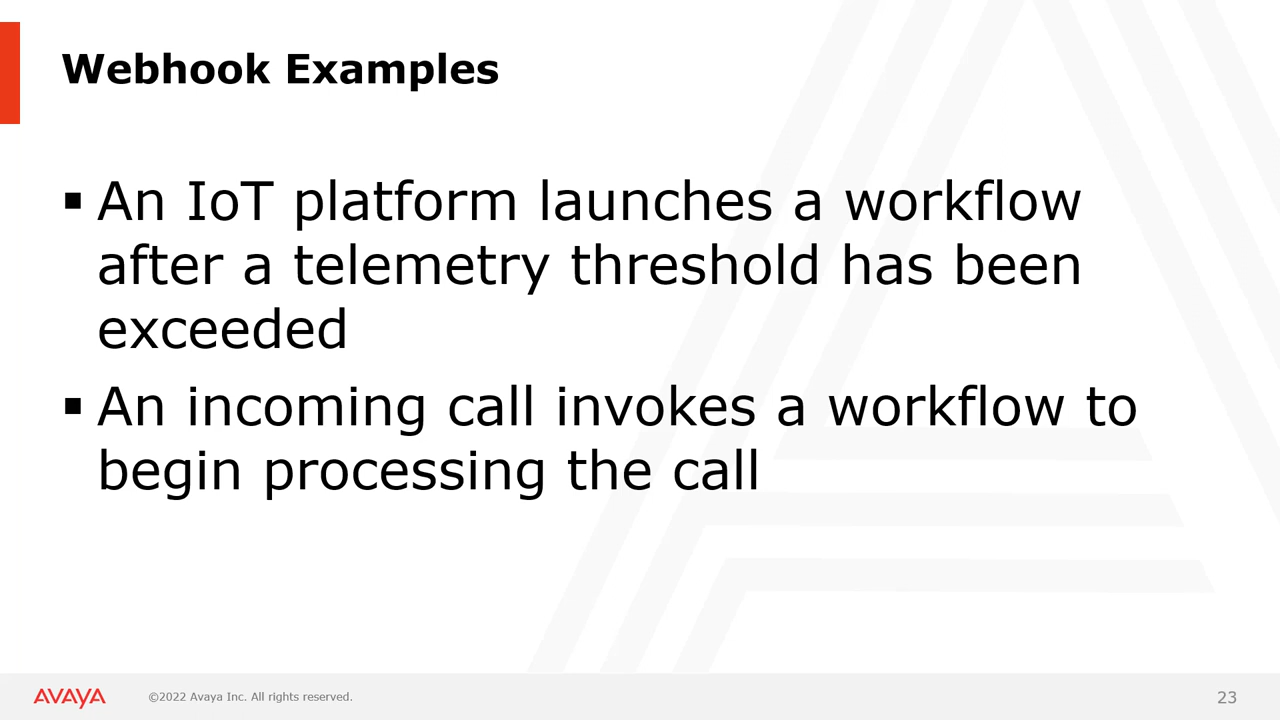 Webhook Examples
▪ An IoT platform launches a workflow
after a telemetry threshold has been
exceeded
▪ An incoming call invokes a workflow to
begin processing the call
AVAYA
©2022 Avaya Inc. All rights reserved.
23